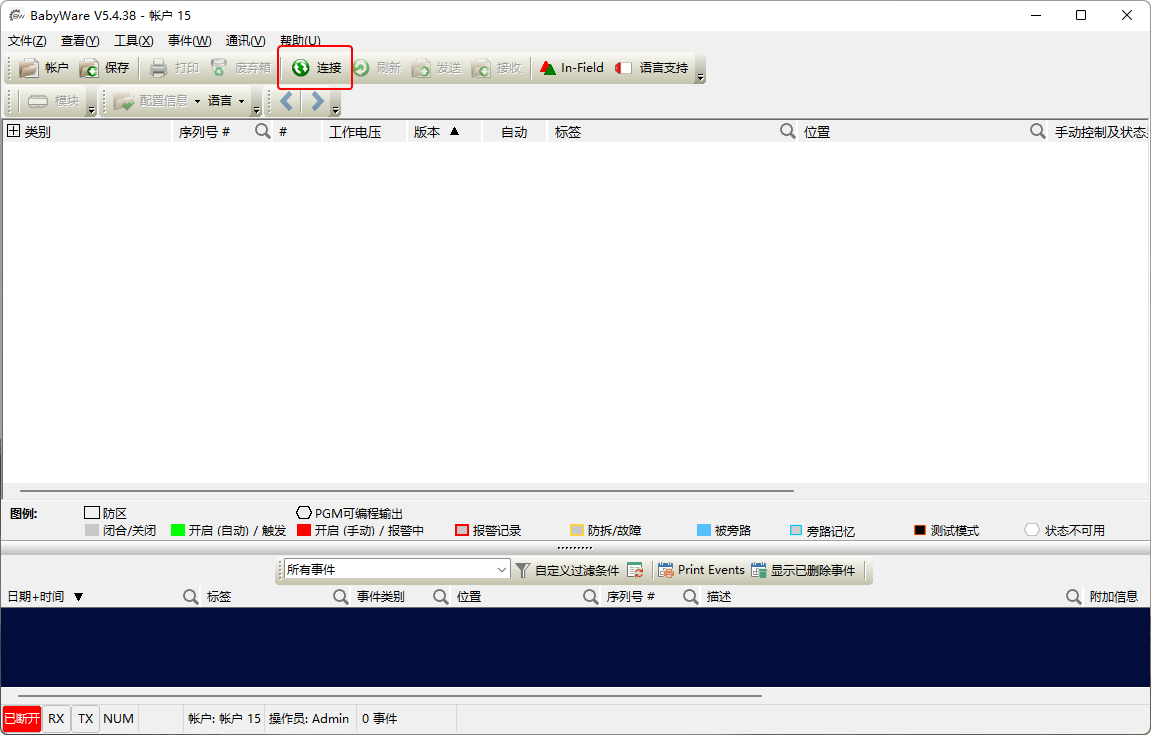 BabyWare V5.4.38 - 帐户 15
文件(Z) 查看(Y) 工具(X) 事件(W) 通讯(V) 帮助(U)
帐户 保存 打印 废弃箱 连接 刷新 发送 接收 In-Field 语言支持
模块 配置信息 语言
类别 序列号 # # 工作电压 版本 自动 标签 位置 手动控制及状态
图例: 防区 PGM可编程输出
闭合/关闭 开启 (自动) / 触发 开启 (手动) / 报警中 报警记录 防拆/故障 被旁路 旁路记忆 测试模式 状态不可用
所有事件 自定义过滤条件 Print Events 显示已删除事件
日期+时间 标签 事件类别 位置 序列号 # 描述 附加信息
已断开 RX TX NUM 帐户: 帐户 15 操作员: Admin 0 事件